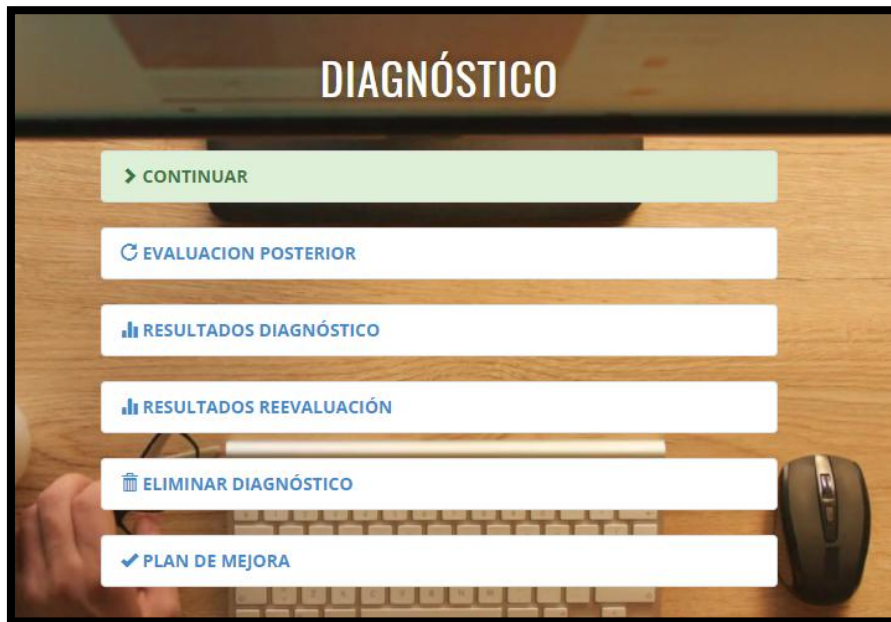 DIAGNÓSTICO
CONTINUAR
EVALUACION POSTERIOR
RESULTADOS DIAGNÓSTICO
RESULTADOS REEVALUACIÓN
ELIMINAR DIAGNÓSTICO
PLAN DE MEJORA